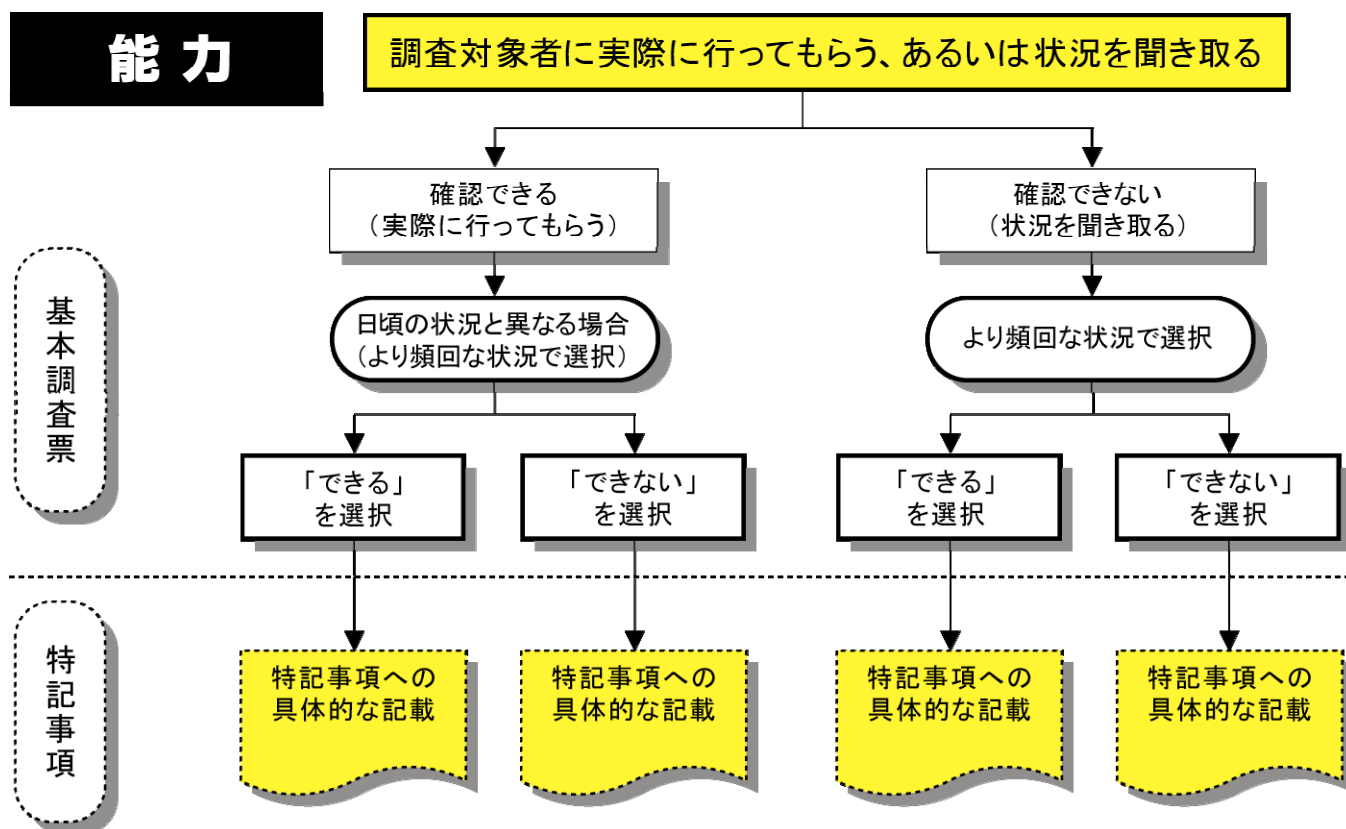 能力
調査対象者に実際に行ってもらう、あるいは状況を聞き取る
確認できる
（実際に行ってもらう）
確認できない
（状況を聞き取る）
基本調査票
日頃の状況と異なる場合
（より頻回な状況で選択）
より頻回な状況で選択
「できる」
を選択
「できない」
を選択
「できる」
を選択
「できない」
を選択
特記事項
特記事項への
具体的な記載
特記事項への
具体的な記載
特記事項への
具体的な記載
特記事項への
具体的な記載